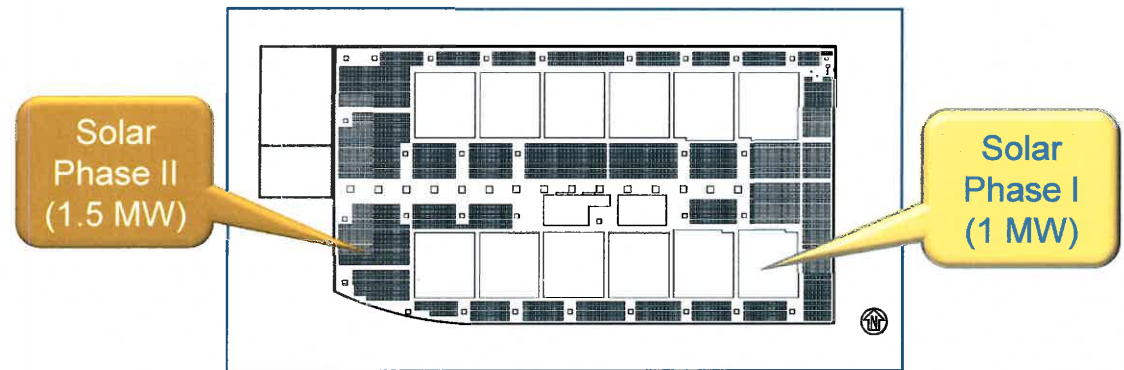 Solar
Phase II
(1.5 MW)
Solar
Phase I
(1 MW)
N